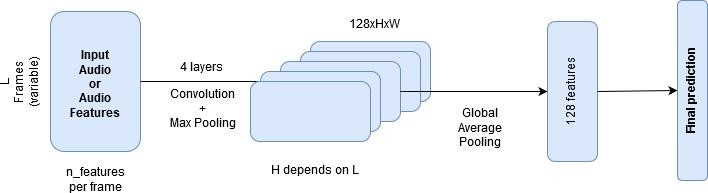 L
Frames
(variable)
Input
Audio
or
Audio
Features
n_features
per frame
4 layers
Convolution
+
Max Pooling
128xHxW
H depends on L
Global
Average
Pooling
128 features
Final prediction